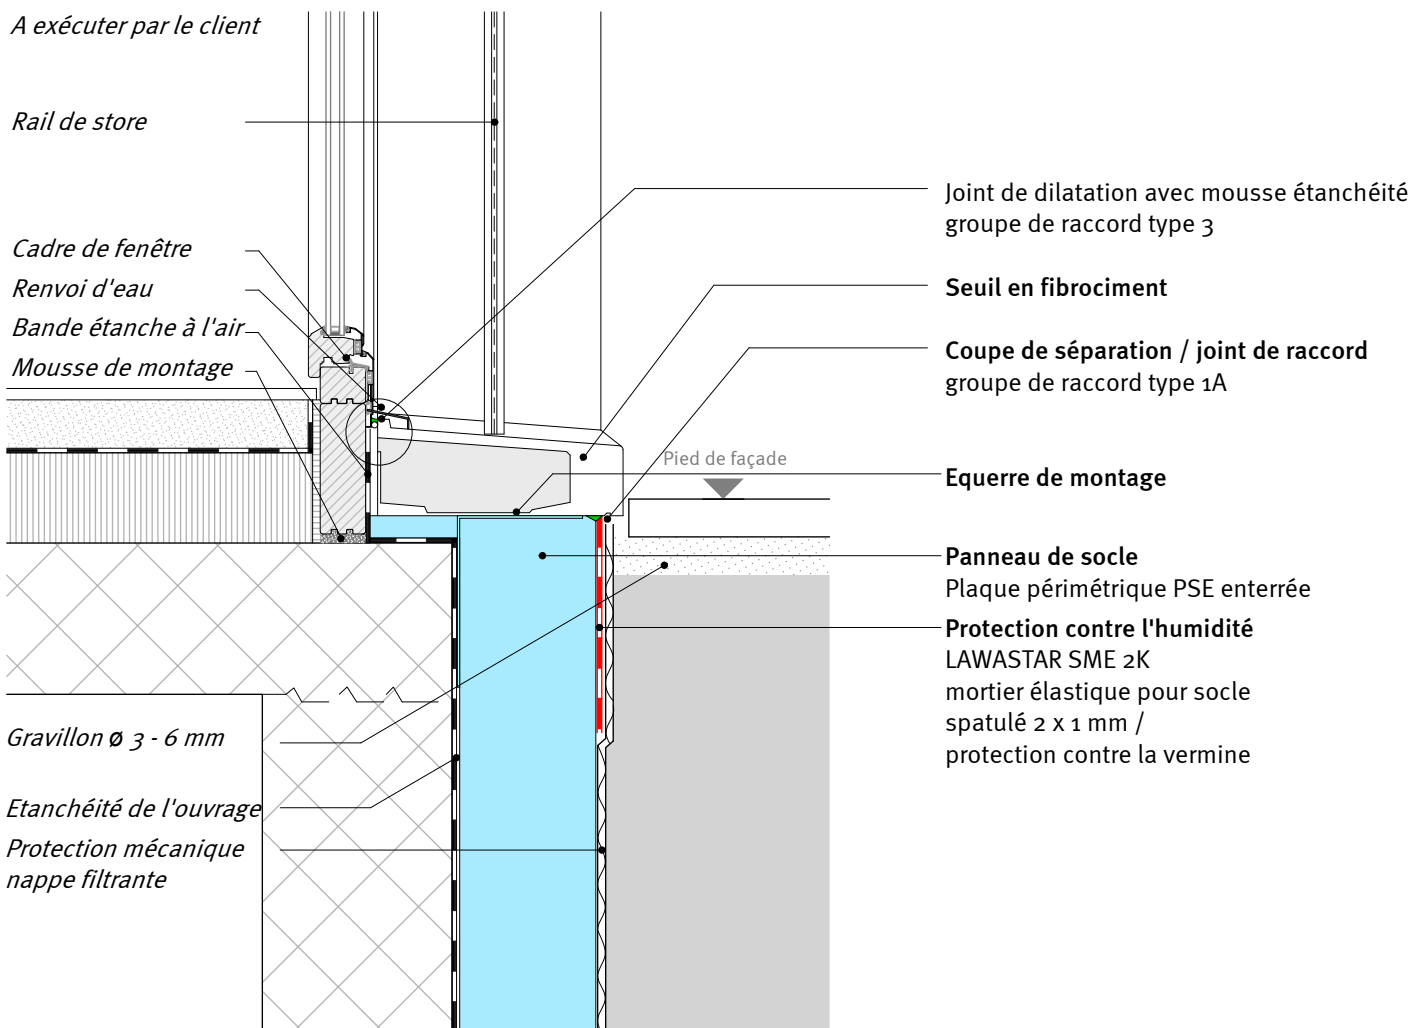 A exécuter par le client
Rail de store
Cadre de fenêtre
Renvoi d'eau
Bande étanche à l'air
Mousse de montage
Gravillon ø 3 - 6 mm
Etanchéité de l'ouvrage
Protection mécanique
nappe filtrante
Joint de dilatation avec mousse étanchéité
groupe de raccord type 3
Seuil en fibrociment
Coupe de séparation / joint de raccord
groupe de raccord type 1A
Pied de façade
Equerre de montage
Panneau de socle
Plaque périmétrique PSE enterrée
Protection contre l'humidité
LAWASTAR SME 2K
mortier élastique pour socle
spatulé 2 x 1 mm /
protection contre la vermine